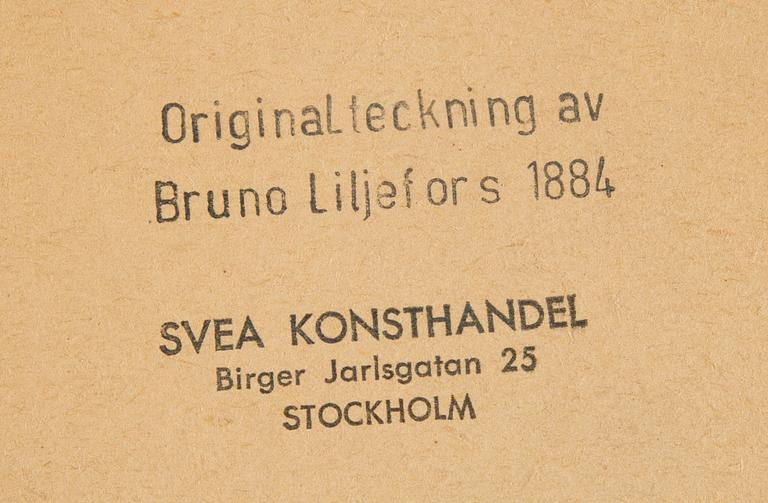 Originalteckning av
Bruno Liljefors 1884
SVEA KONSTHANDEL
Birger Jarlsgatan 25
STOCKHOLM